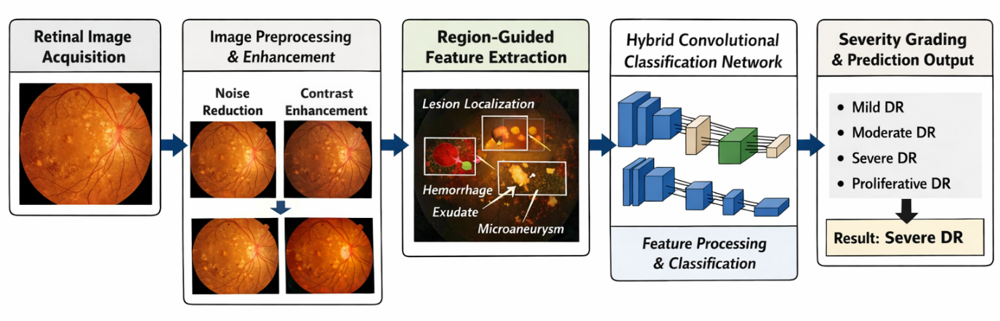 Retinal Image
Acquisition
Image Preprocessing
& Enhancement
Noise
Reduction
Contrast
Enhancement
Region-Guided
Feature Extraction
Lesion Localization
Hemorrhage
Exudate
Microaneurysm
Hybrid Convolutional
Classification Network
Feature Processing
& Classification
Severity Grading
& Prediction Output
• Mild DR
• Moderate DR
• Severe DR
• Proliferative DR
Result: Severe DR